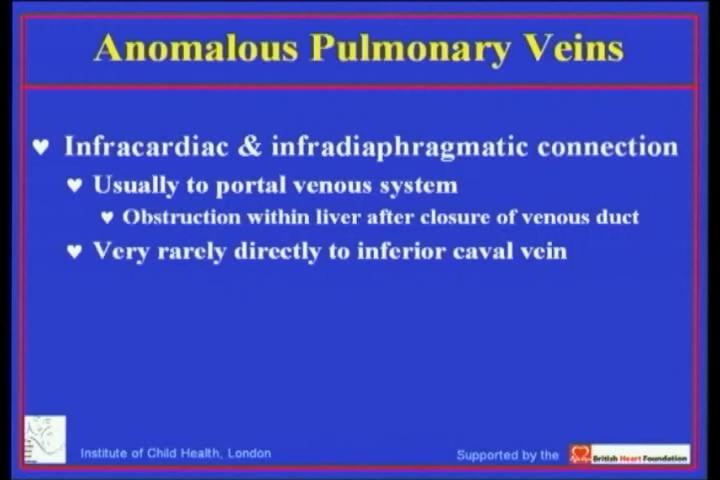 Anomalous Pulmonary Veins
♥ Infracardiac & infradiaphragmatic connection
♥ Usually to portal venous system
♥ Obstruction within liver after closure of venous duct
♥ Very rarely directly to inferior caval vein
Institute of Child Health, London
Supported by the
British Heart Foundation